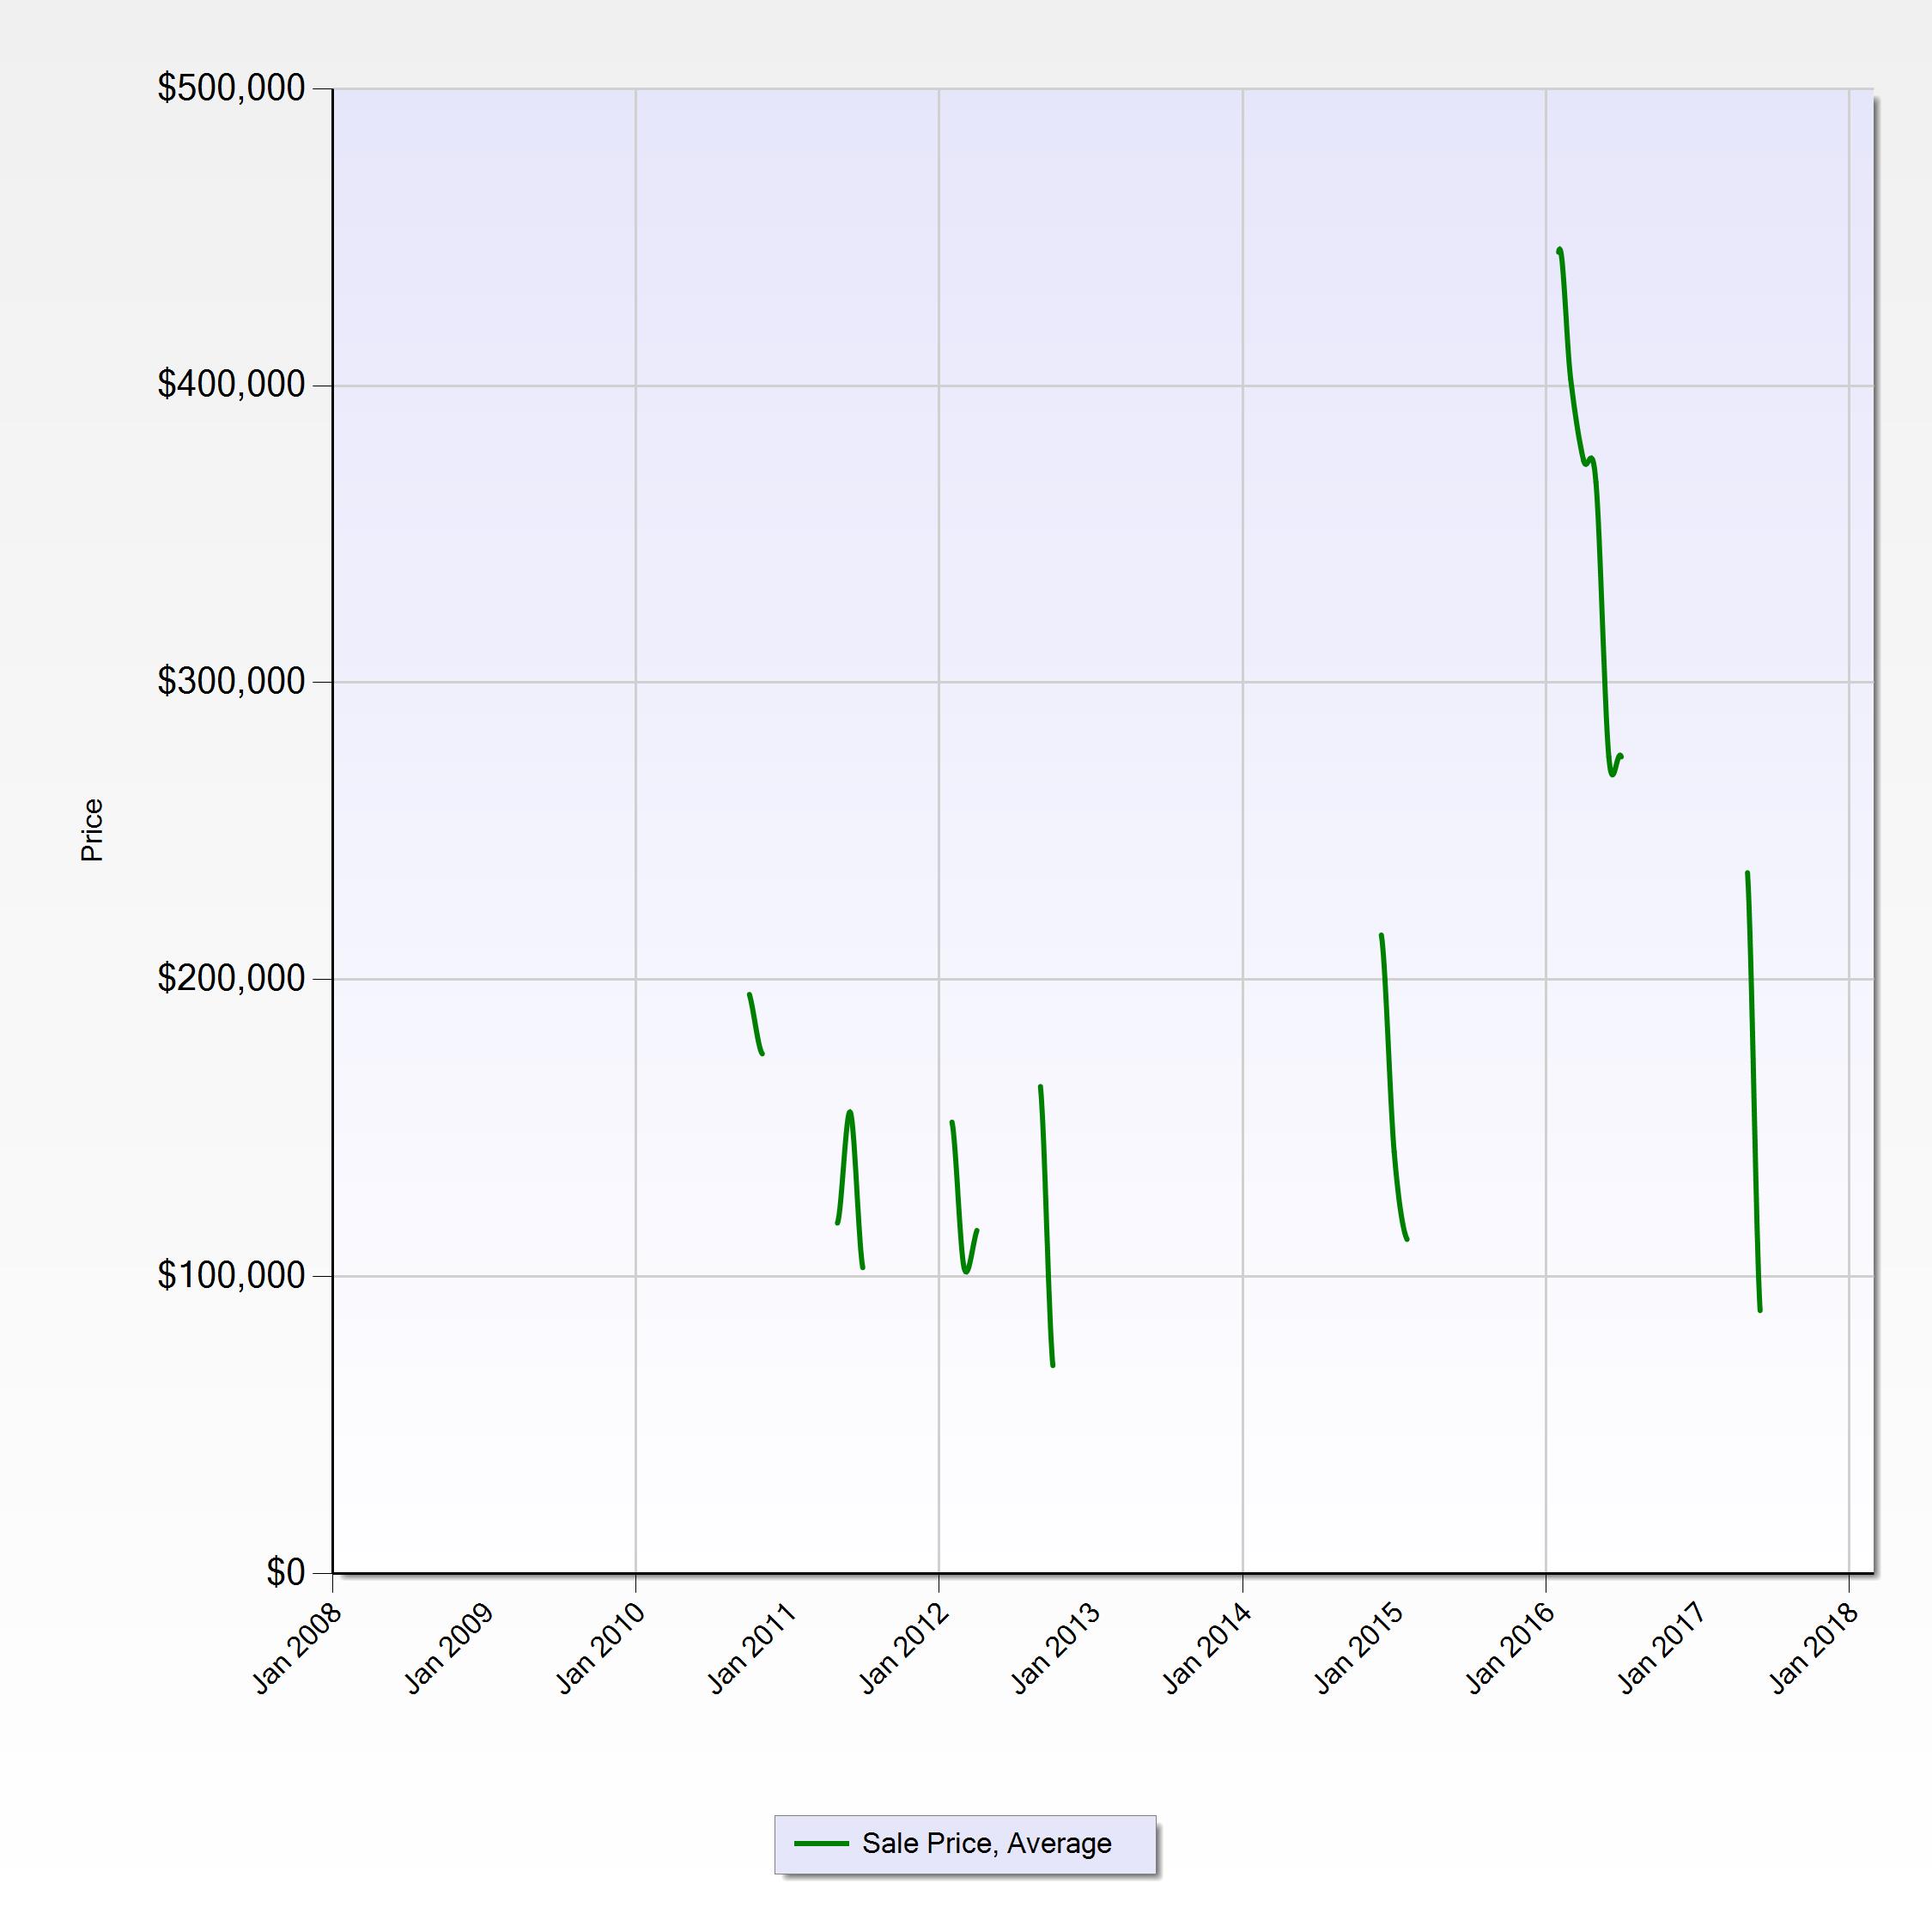 $500,000
$400,000
$300,000
$200,000
$100,000
$0
Price
Jan 2008
Jan 2009
Jan 2010
Jan 2011
Jan 2012
Jan 2013
Jan 2014
Jan 2015
Jan 2016
Jan 2017
Jan 2018
Sale Price, Average